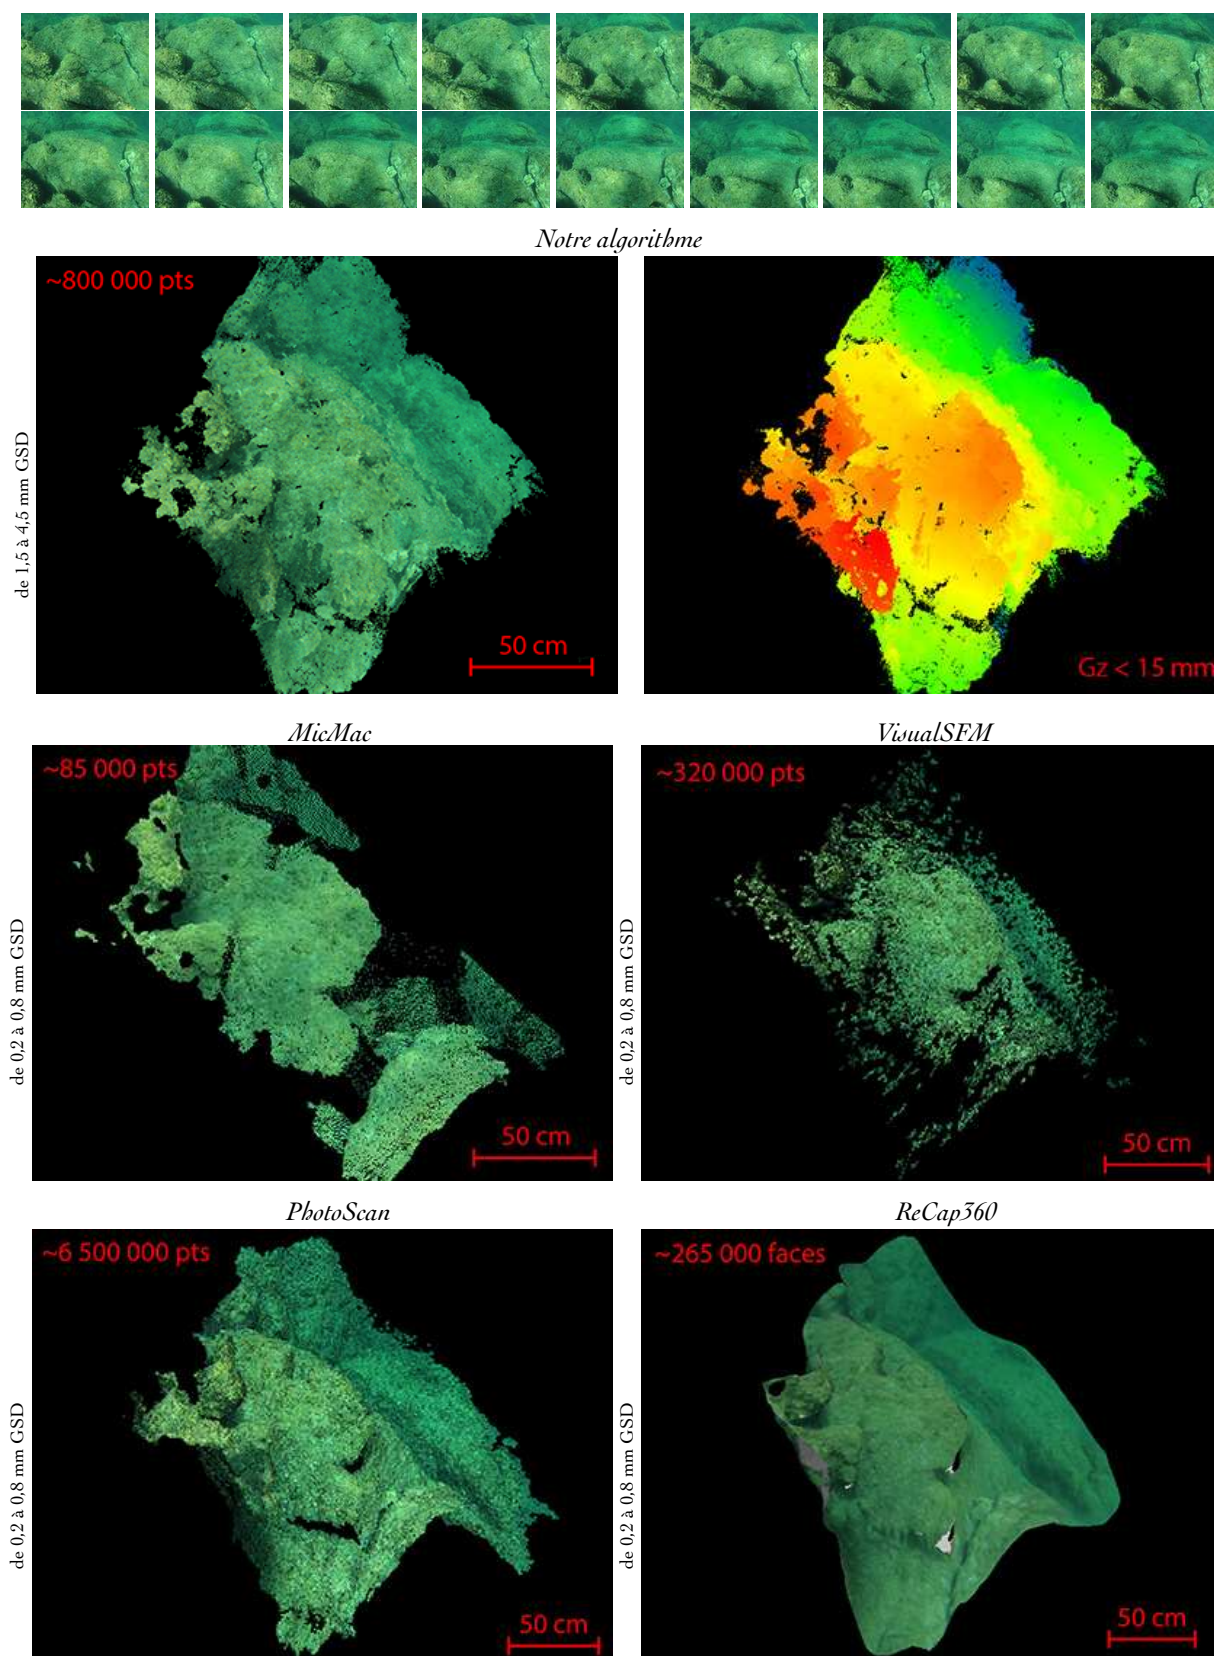 Notre algorithme
~800 000 pts
de 1,5 à 4,5 mm GSD
50 cm
Gz < 15 mm
MicMac
VisualSFM
~85 000 pts
~320 000 pts
de 0,2 à 0,8 mm GSD
de 0,2 à 0,8 mm GSD
50 cm
50 cm
PhotoScan
ReCap360
~6 500 000 pts
~265 000 faces
de 0,2 à 0,8 mm GSD
de 0,2 à 0,8 mm GSD
50 cm
50 cm